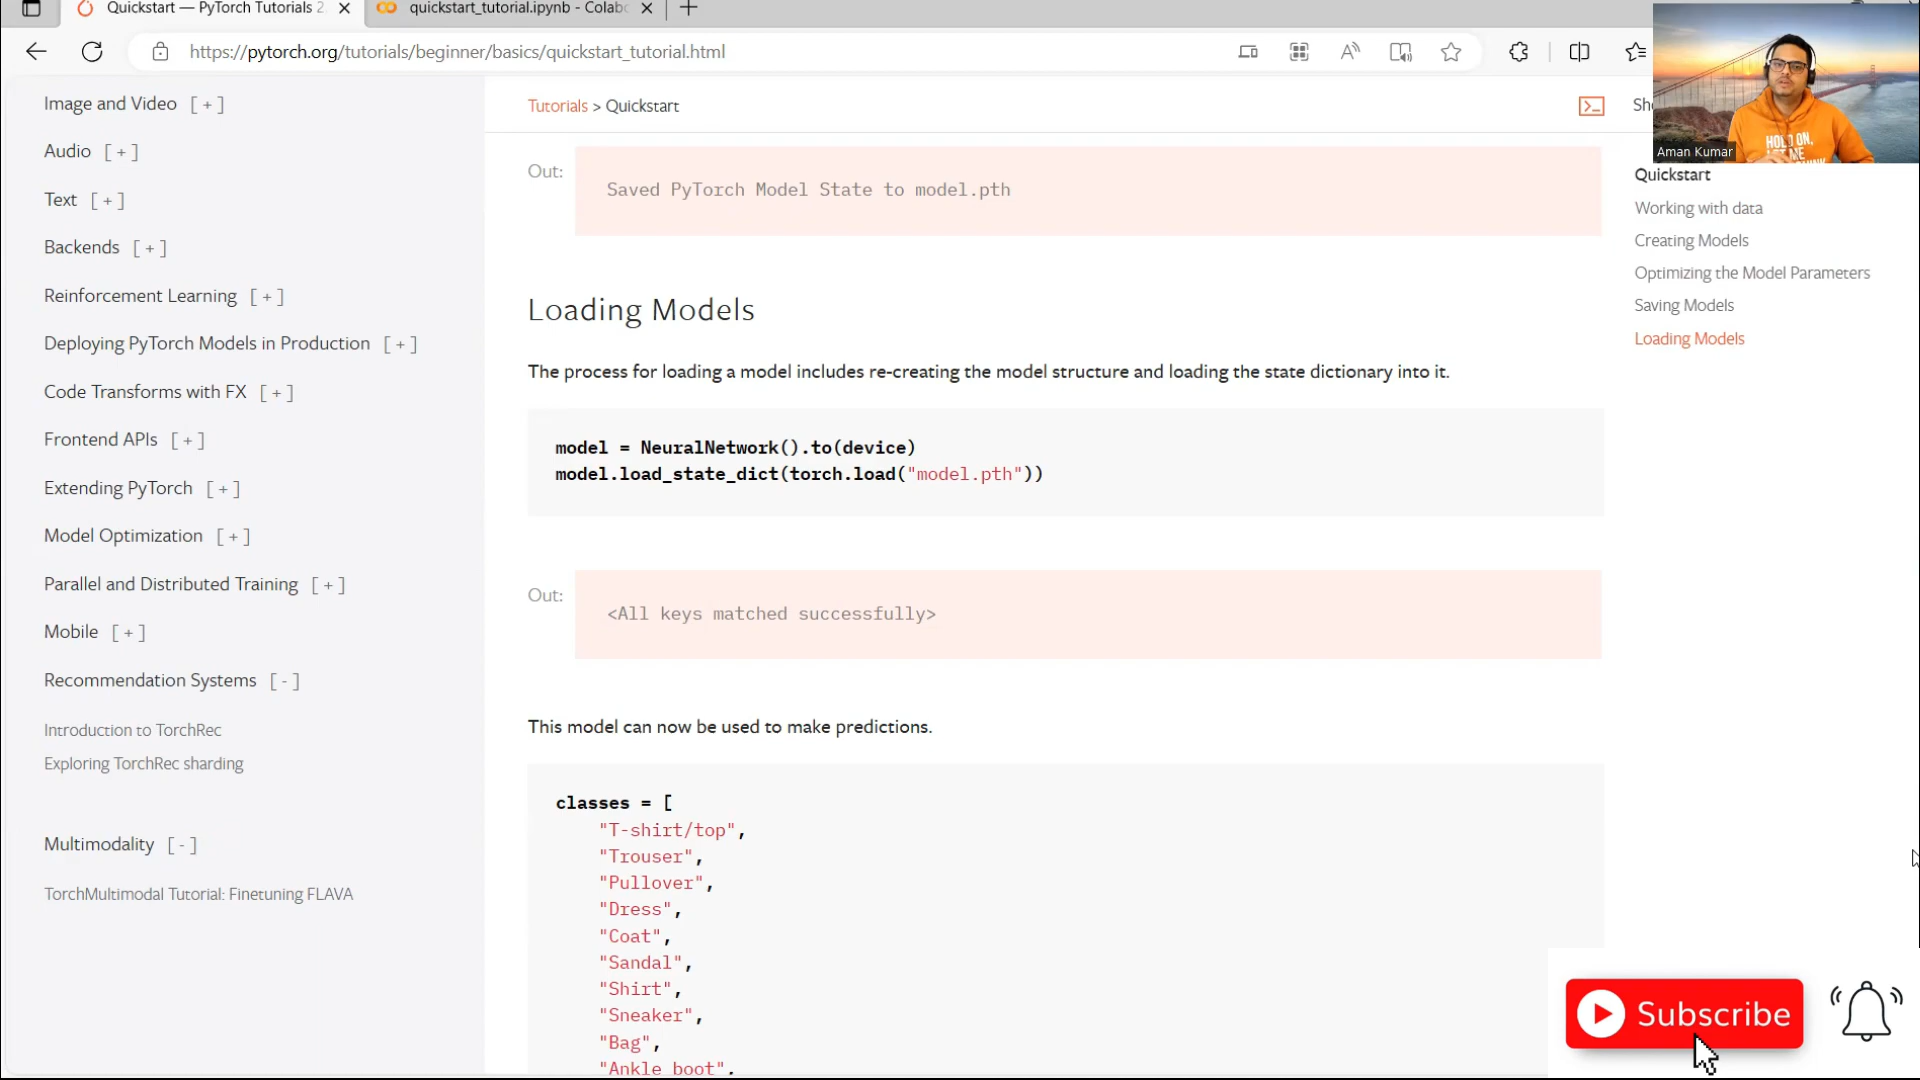 Quickstart — PyTorch Tutorials 2
quickstart_tutorial.ipynb - Colab
https://pytorch.org/tutorials/beginner/basics/quickstart_tutorial.html
Image and Video [ + ]
Audio [ + ]
Text [ + ]
Backends [ + ]
Reinforcement Learning [ + ]
Deploying PyTorch Models in Production [ + ]
Code Transforms with FX [ + ]
Frontend APIs [ + ]
Extending PyTorch [ + ]
Model Optimization [ + ]
Parallel and Distributed Training [ + ]
Mobile [ + ]
Recommendation Systems [ - ]
Introduction to TorchRec
Exploring TorchRec sharding
Multimodality [ - ]
TorchMultimodal Tutorial: Finetuning FLAVA
Tutorials > Quickstart
Out:
Saved PyTorch Model State to model.pth
Loading Models
The process for loading a model includes re-creating the model structure and loading the state dictionary into it.
model = NeuralNetwork().to(device)
model.load_state_dict(torch.load("model.pth"))
Out:
<All keys matched successfully>
This model can now be used to make predictions.
classes = [
"T-shirt/top",
"Trouser",
"Pullover",
"Dress",
"Coat",
"Sandal",
"Shirt",
"Sneaker",
"Bag",
"Ankle boot",
HOLD ON,
Aman Kumar
Quickstart
Working with data
Creating Models
Optimizing the Model Parameters
Saving Models
Loading Models
Subscribe